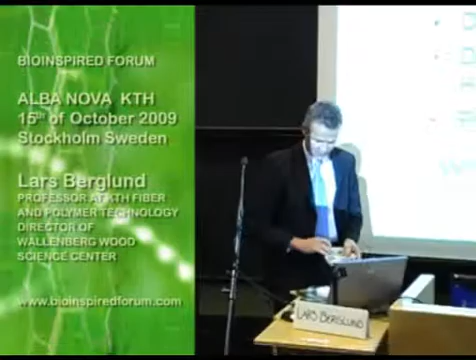 BIOINSPIRED FORUM
ALBA NOVA KTH
15th of October 2009
Stockholm Sweden
Lars Berglund
PROFESSOR AT KTH FIBER
AND POLYMER TECHNOLOGY
DIRECTOR OF
WALLENBERG WOOD
SCIENCE CENTER
www.bioinspiredforum.com
LARS BERGLUND